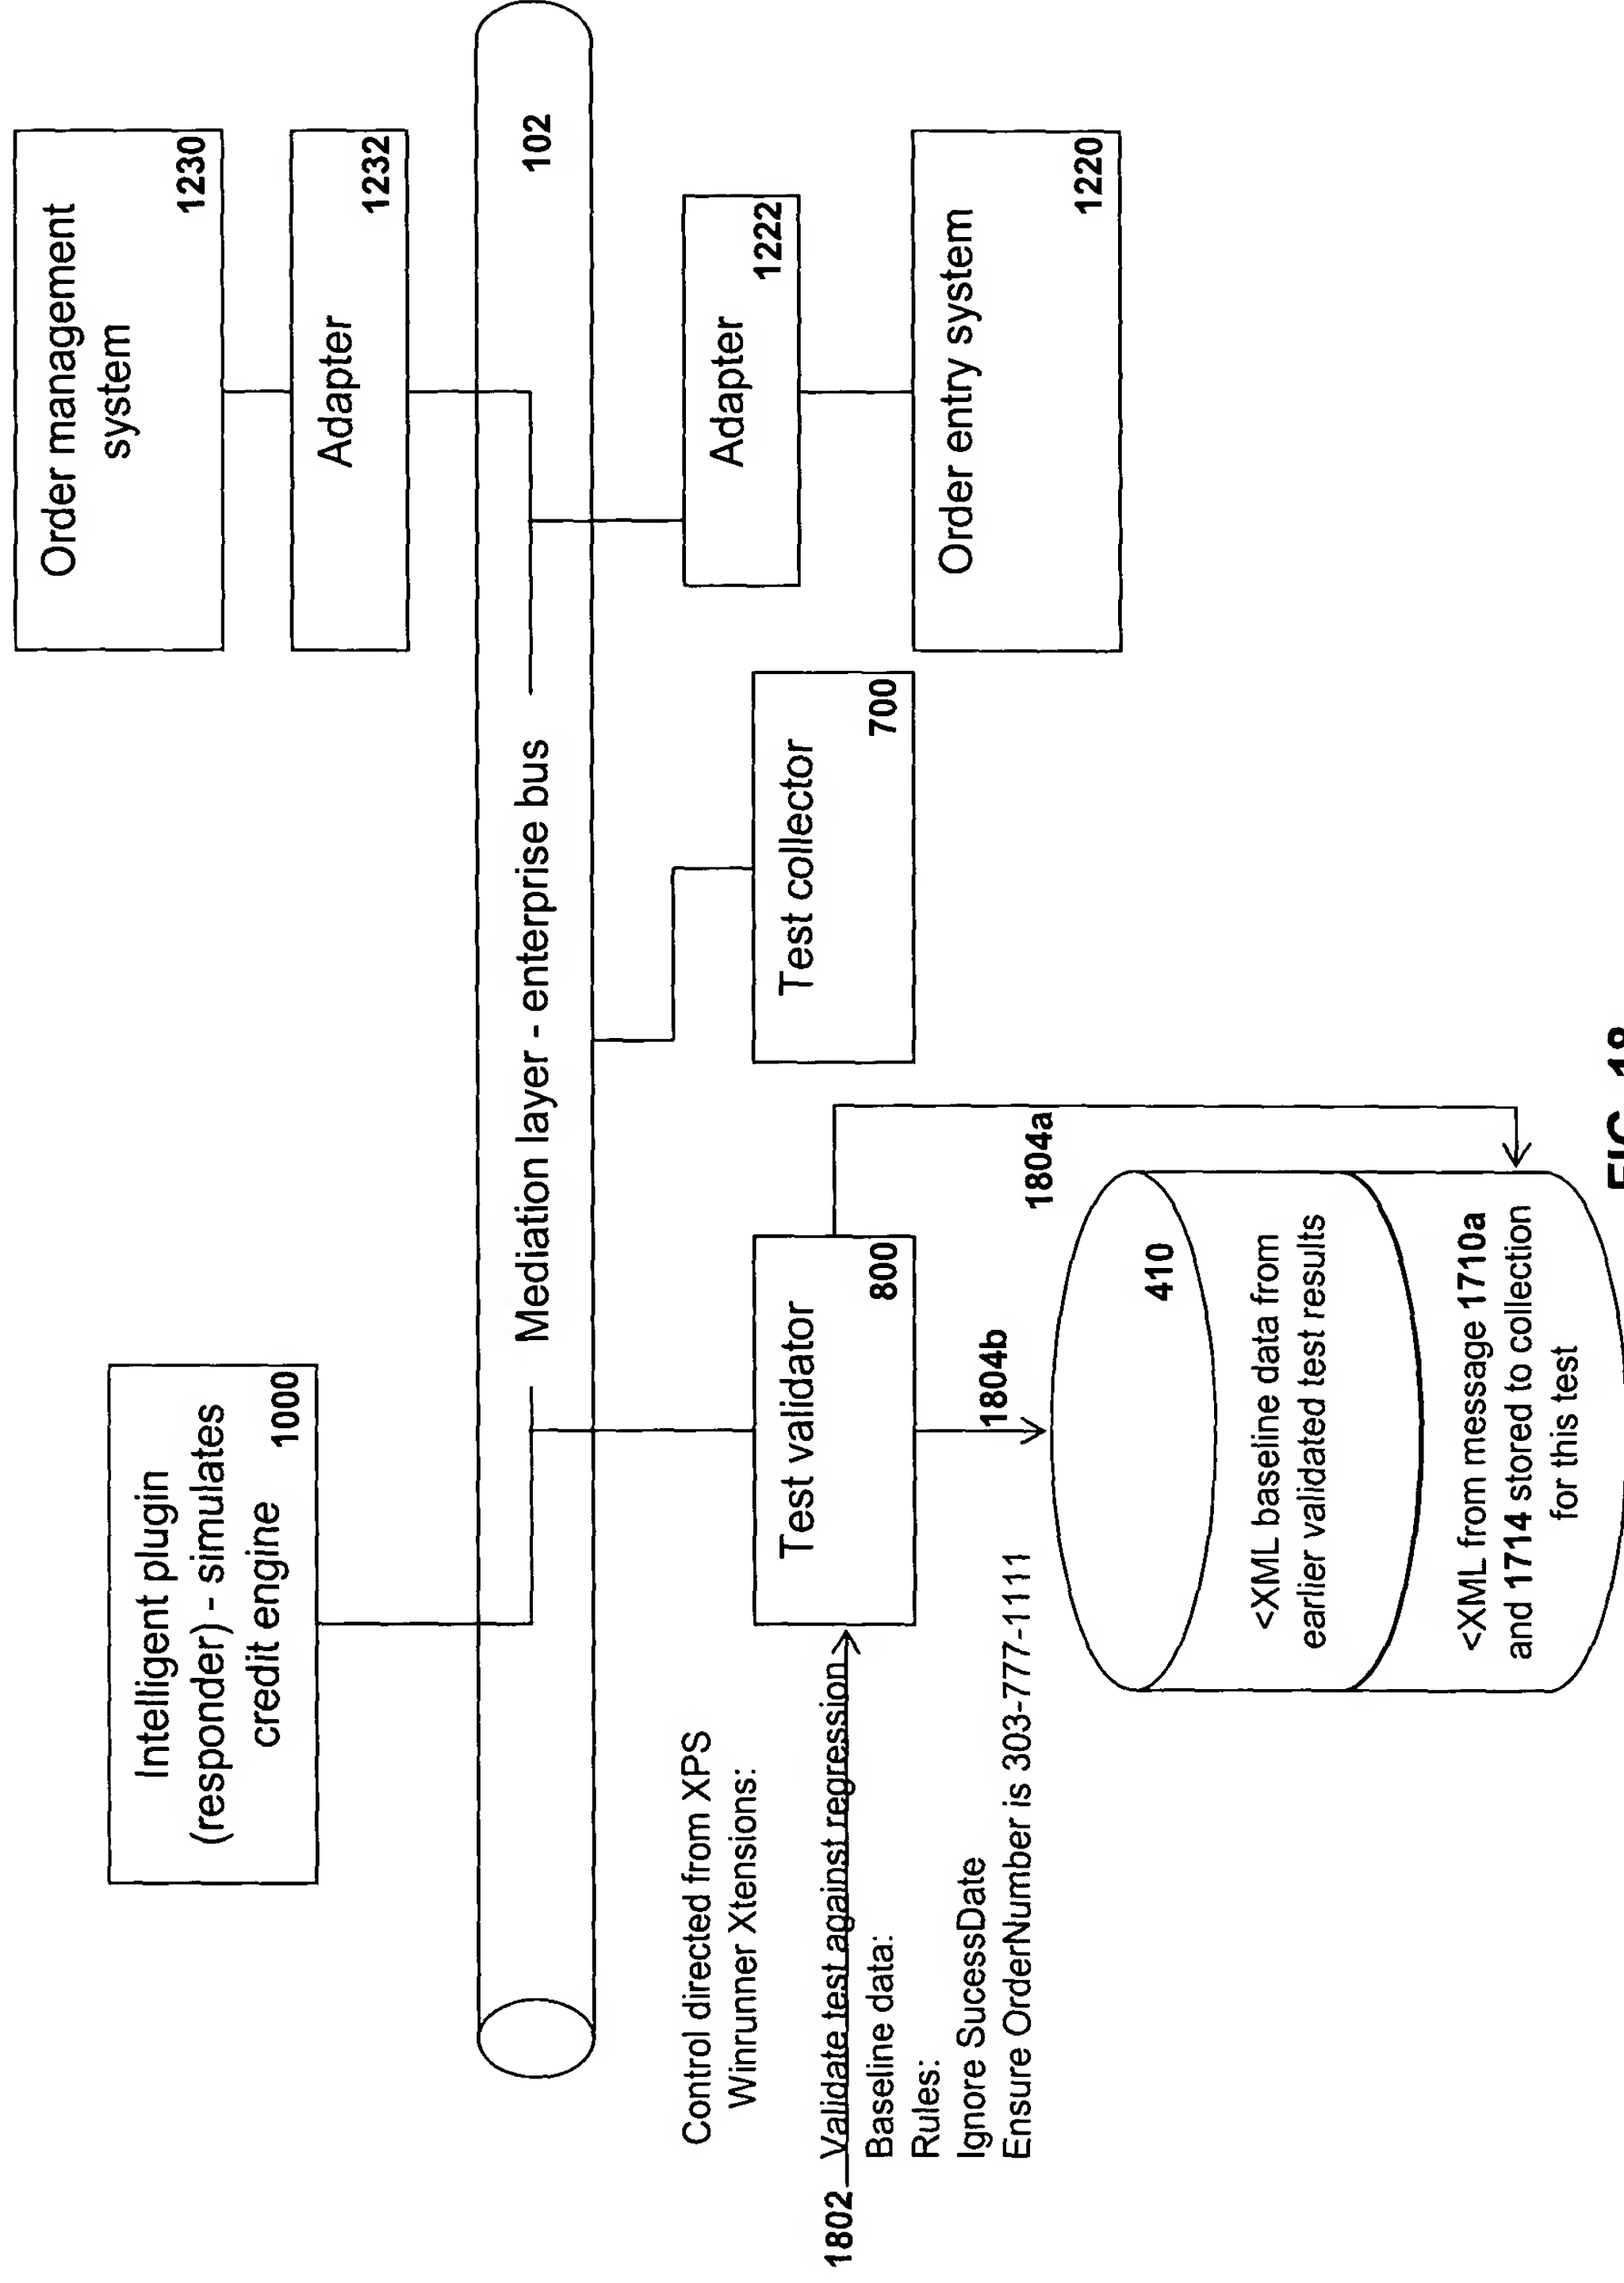 Intelligent plugin
(responder) - simulates
credit engine
1000
Order management
system
1230
Adapter
1232
Mediation layer - enterprise bus
102
Control directed from XPS
Winrunner Xtensions:
1802
Validate test against regression
Baseline data:
Rules:
Ignore SucessDate
Ensure OrderNumber is 303-777-1111
Test validator
800
Test collector
700
Adapter
1222
Order entry system
1220
1804b
1804a
410
<XML baseline data from
earlier validated test results
<XML from message 1710a
and 1714 stored to collection
for this test
FIG. 18